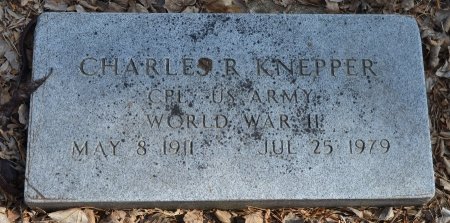 CHARLES R KNEPPER
CPL US ARMY
WORLD WAR II
MAY 8 1911 JUL 25 1979